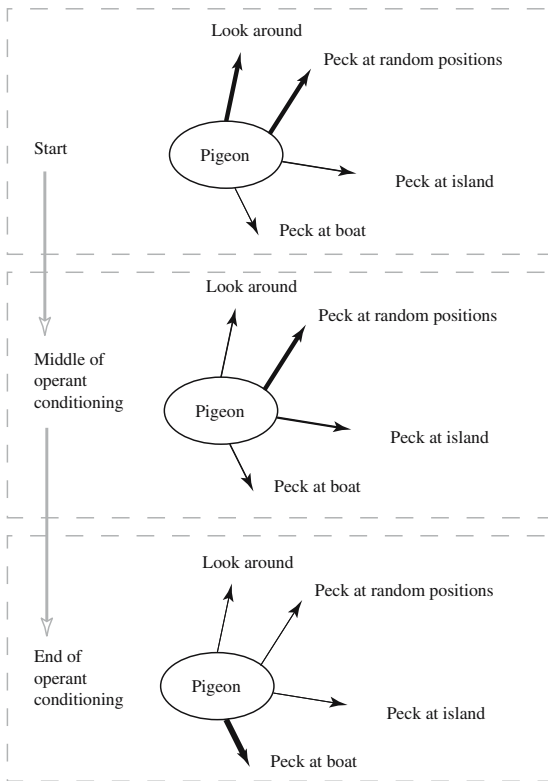 Look around
Peck at random positions
Start
Pigeon
Peck at island
Peck at boat
Look around
Peck at random positions
Middle of
operant
conditioning
Pigeon
Peck at island
Peck at boat
Look around
Peck at random positions
End of
operant
conditioning
Pigeon
Peck at island
Peck at boat